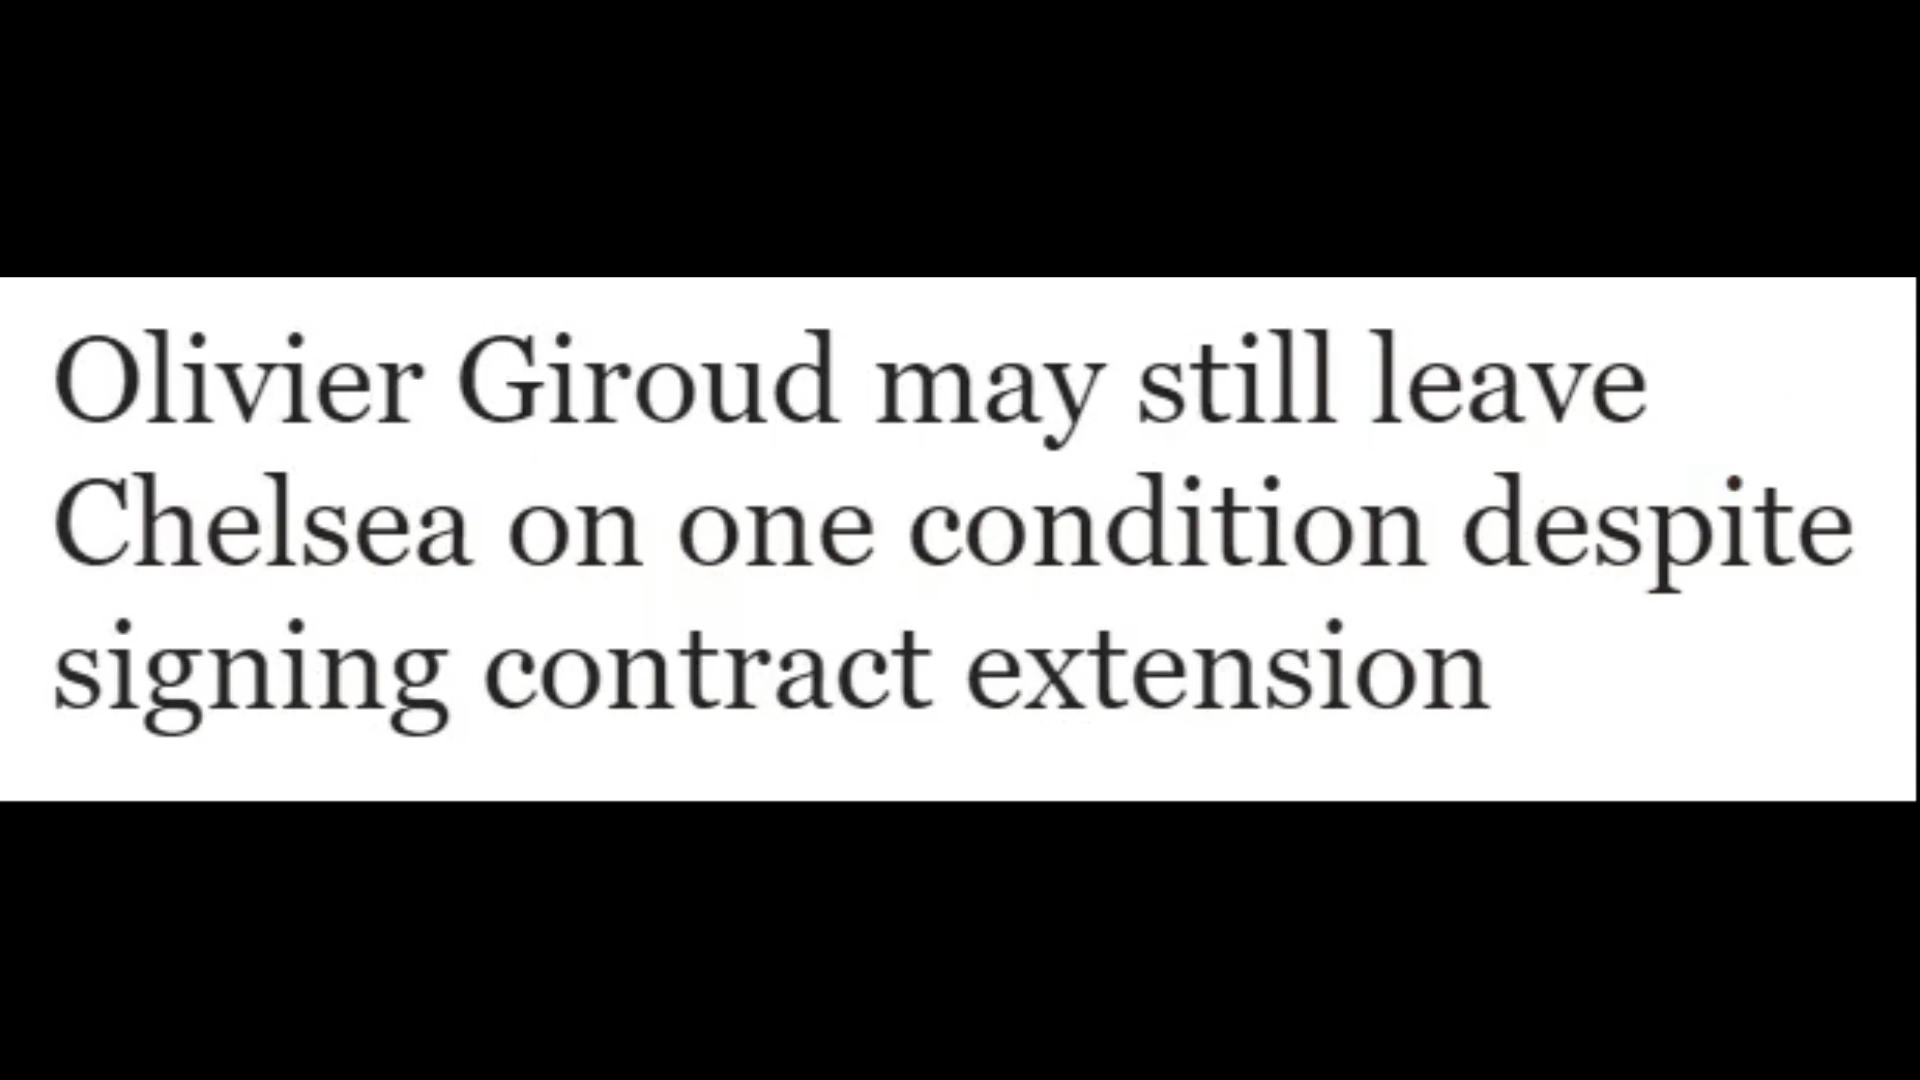 Olivier Giroud may still leave
Chelsea on one condition despite
signing contract extension